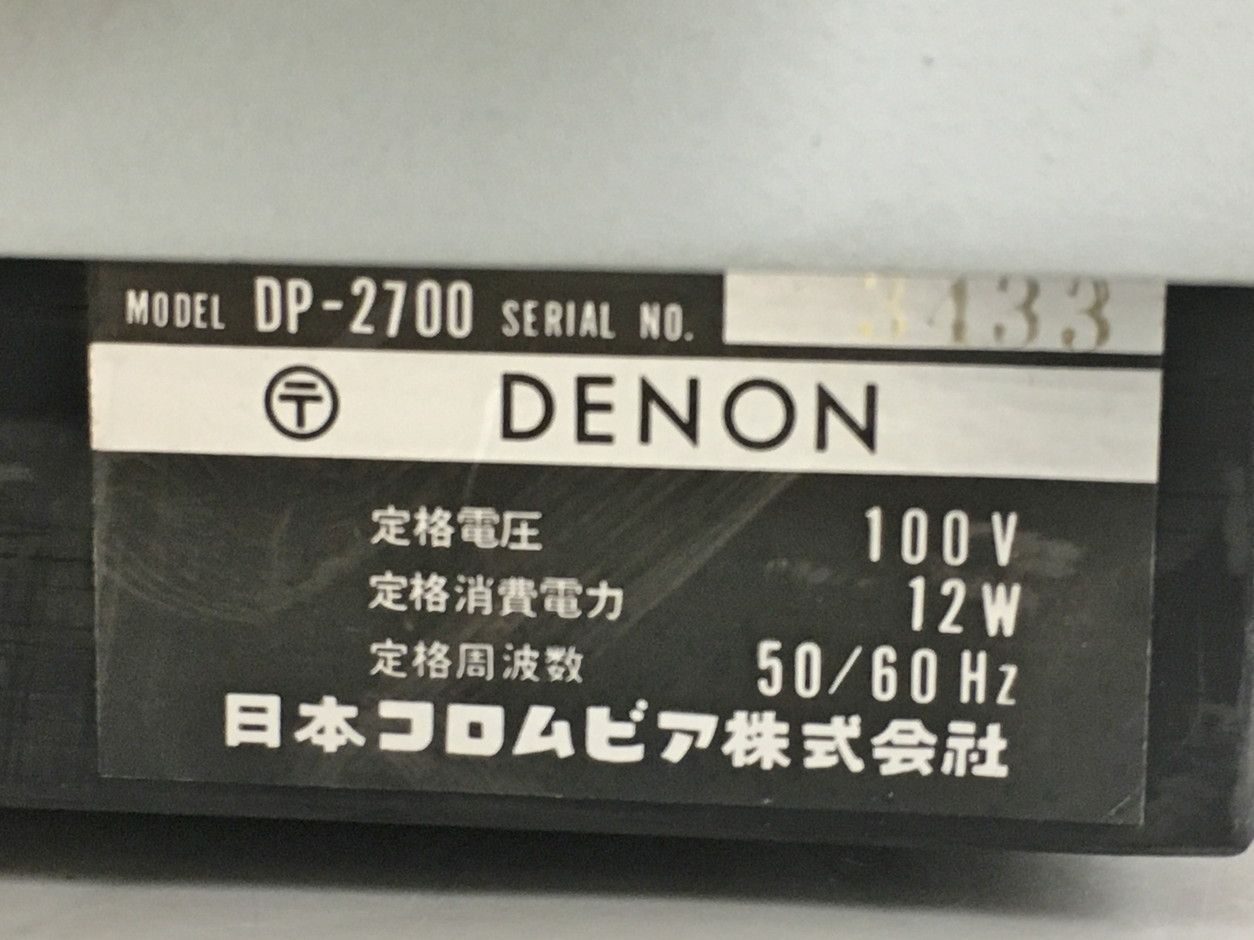 MODEL DP-2700 SERIAL NO. 3433
〒 DENON
定格電圧 100V
定格消費電力 12W
定格周波数 50/60Hz
日本コロムビア株式会社